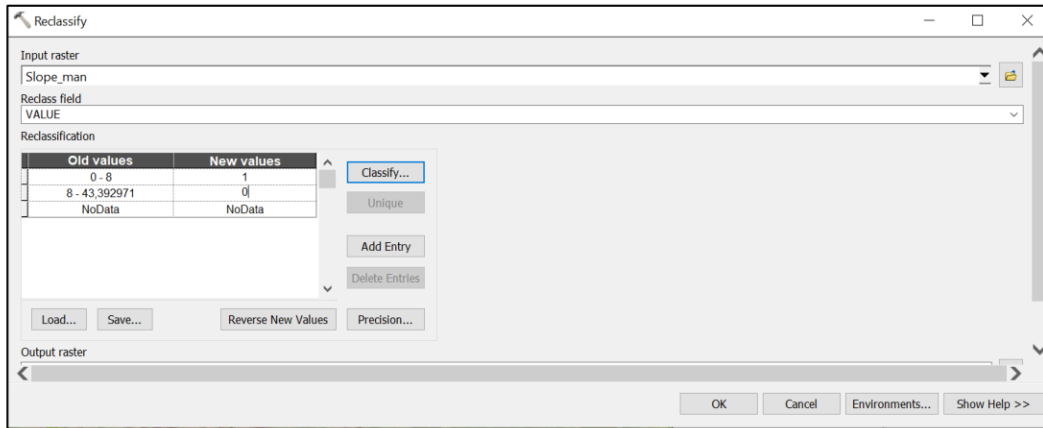 Reclassify
Input raster
Slope_man
Reclass field
VALUE
Reclassification
Old values New values
0 - 8 1
8 - 43,392971 0
NoData NoData
Classify...
Unique
Add Entry
Delete Entries
Load... Save... Reverse New Values Precision...
Output raster
OK Cancel Environments... Show Help >>